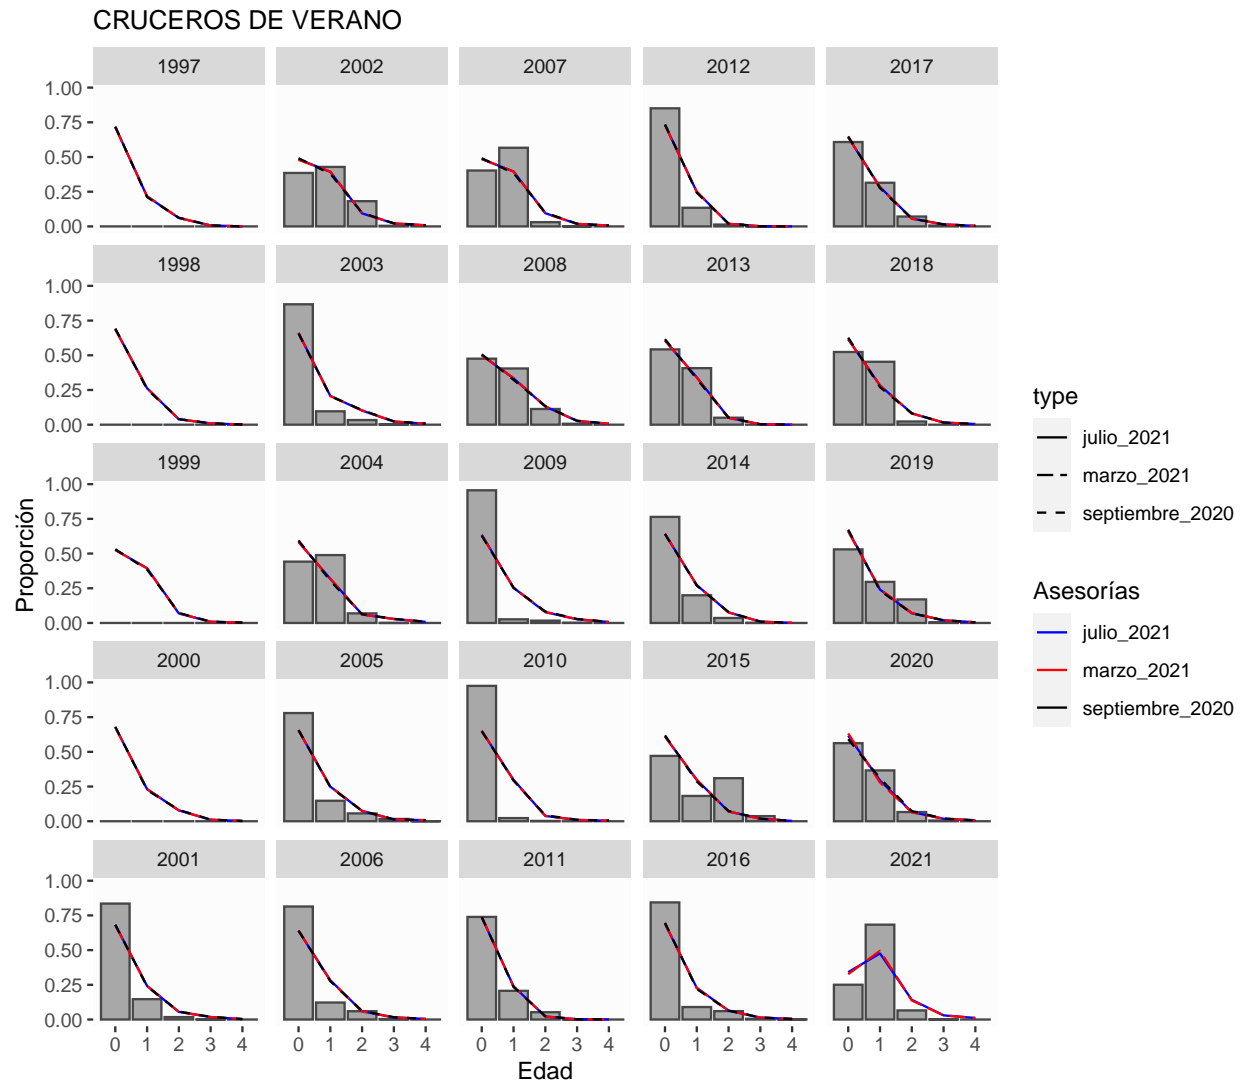 CRUCEROS DE VERANO
1997 2002 2007 2012 2017
1.00
0.75
0.50
0.25
0.00
1998 2003 2008 2013 2018
1.00
0.75
0.50
0.25
0.00
1999 2004 2009 2014 2019
1.00
0.75
0.50
0.25
0.00
2000 2005 2010 2015 2020
1.00
0.75
0.50
0.25
0.00
2001 2006 2011 2016 2021
1.00
0.75
0.50
0.25
0.00
0 1 2 3 4 0 1 2 3 4 0 1 2 3 4 0 1 2 3 4 0 1 2 3 4
Edad
Proporción
type
julio_2021
marzo_2021
septiembre_2020
Asesorías
julio_2021
marzo_2021
septiembre_2020